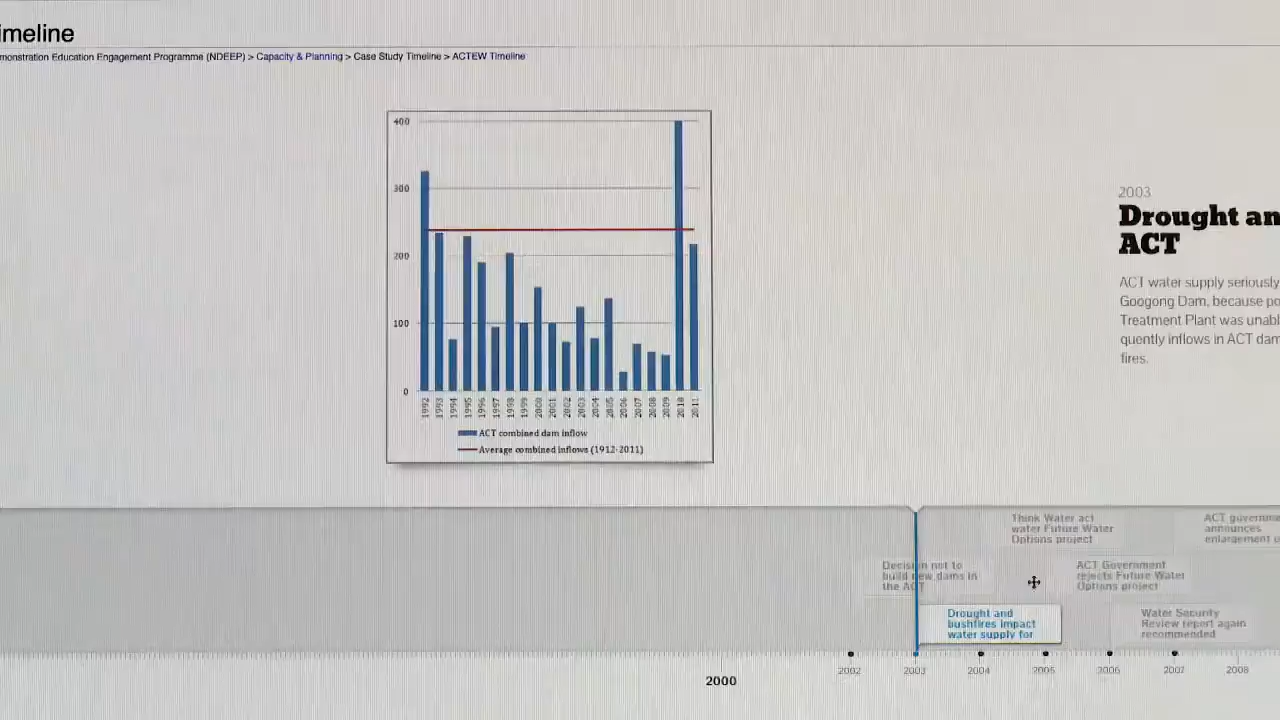 imeline
monstration Education Engagement Programme (NDEEP) > Capacity & Planning > Case Study Timeline > ACTEW Timeline
400
300
200
100
0
1992 1993 1994 1995 1996 1997 1998 1999 2000 2001 2002 2003 2004 2005 2006 2007 2008 2009 2010 2011
ACT combined dam inflow
Average combined inflows (1912-2011)
2003
Drought an
ACT
ACT water supply seriously
Googong Dam, because po
Treatment Plant was unabl
quently inflows in ACT dam
fires.
Think Water act
water Future Water
Options project
ACT governme
announces
enlargement o
Decision not to
build new dams in
the ACT
ACT Government
rejects Future Water
Options project
Drought and
bushfires impact
water supply for
Water Security
Review report again
recommended
2000
2002 2003 2004 2005 2006 2007 2008